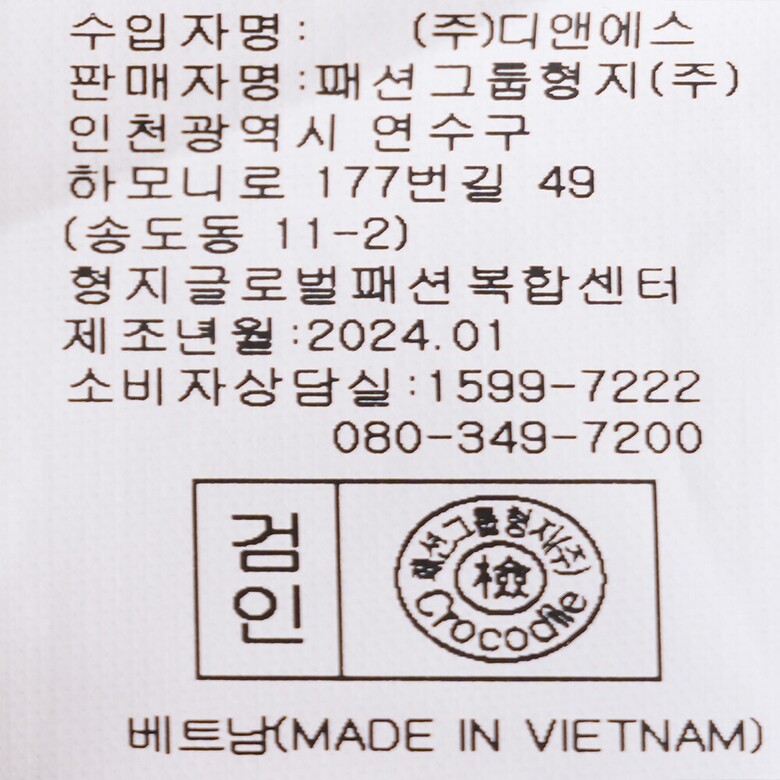 수입자명: (주)디앤에스
판매자명:패션그룹형지(주)
인천광역시 연수구
하모니로 177번길 49
(송도동 11-2)
형지글로벌패션복합센터
제조년월:2024.01
소비자상담실:1599-7222
080-349-7200
검인
패션그룹형지(주)
檢
Crocodile
베트남(MADE IN VIETNAM)